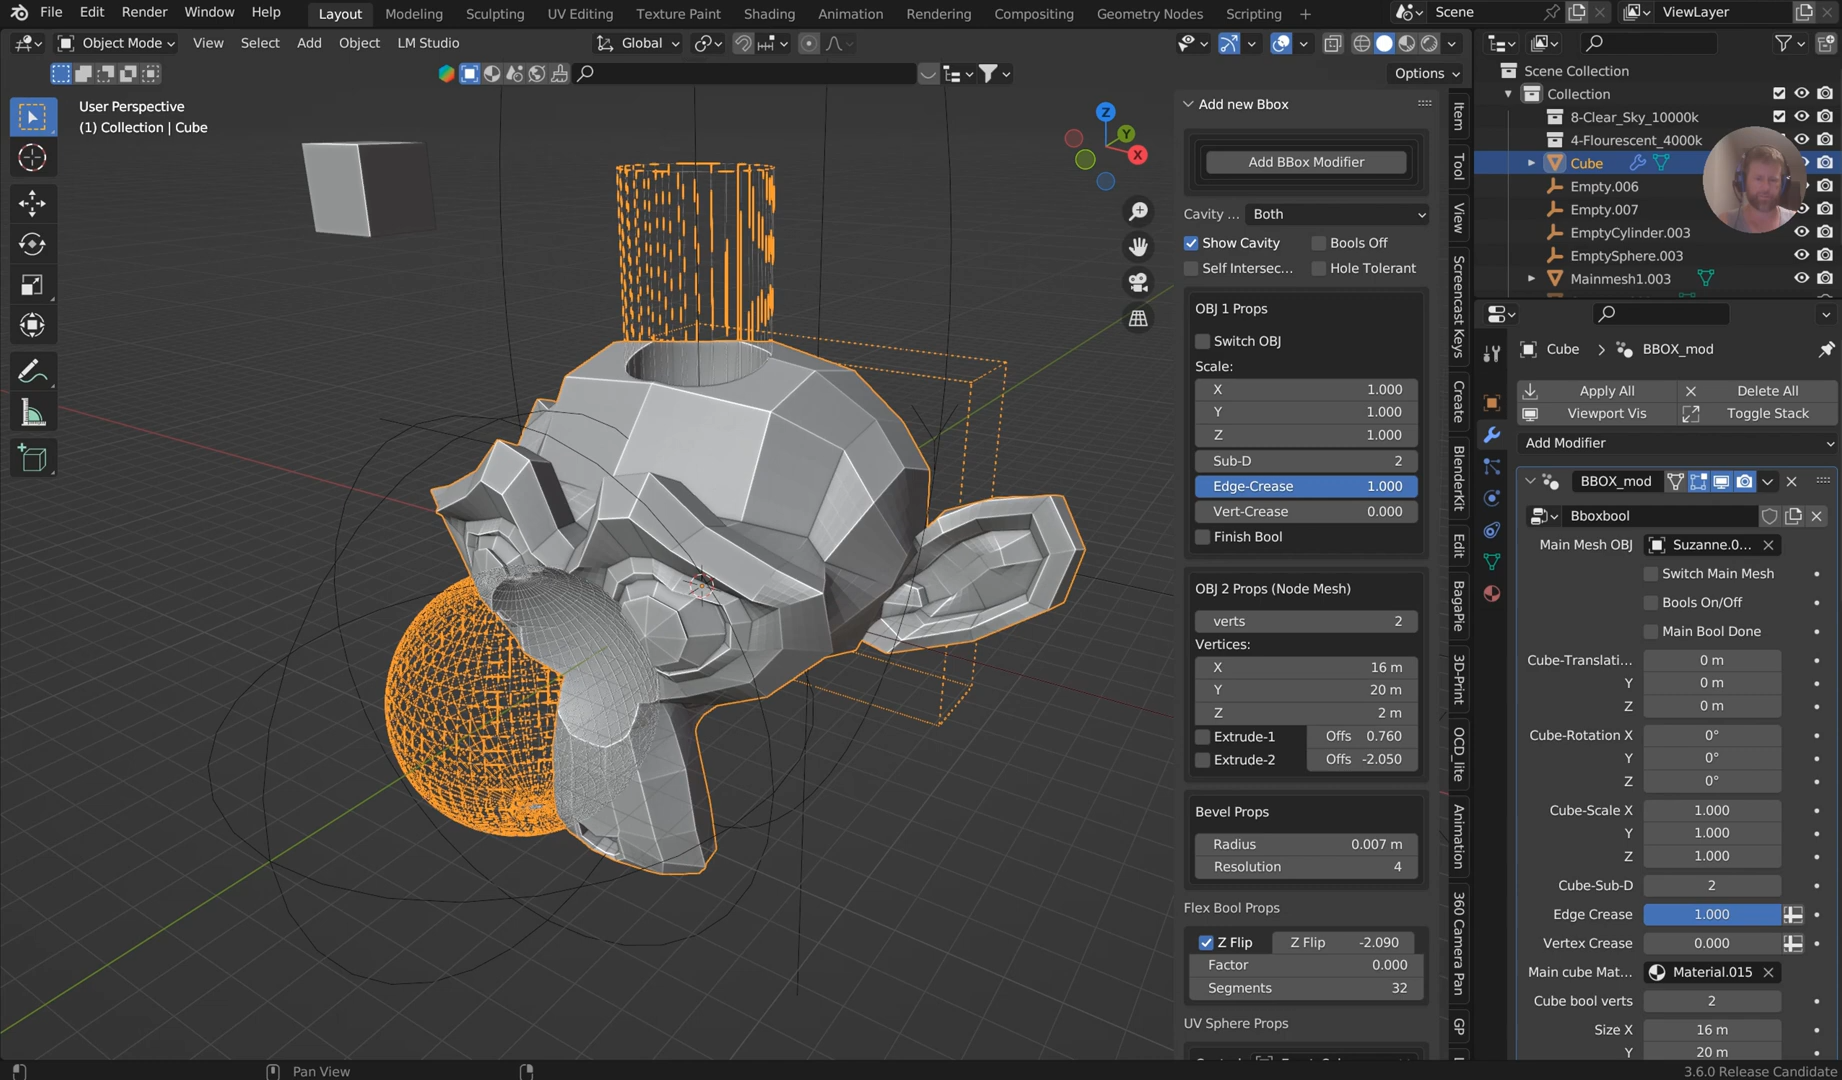 File Edit Render Window Help Layout Modeling Sculpting UV Editing Texture Paint Shading Animation Rendering Compositing Geometry Nodes Scripting + Scene ViewLayer
Object Mode View Select Add Object LM Studio Global
Options
User Perspective
(1) Collection | Cube
Z
Y
X
Add new Bbox
Add BBox Modifier
Cavity ... Both
Show Cavity Bools Off
Self Intersec... Hole Tolerant
OBJ 1 Props
Switch OBJ
Scale:
X 1.000
Y 1.000
Z 1.000
Sub-D 2
Edge-Crease 1.000
Vert-Crease 0.000
Finish Bool
OBJ 2 Props (Node Mesh)
verts 2
Vertices:
X 16 m
Y 20 m
Z 2 m
Extrude-1 Offs 0.760
Extrude-2 Offs -2.050
Bevel Props
Radius 0.007 m
Resolution 4
Flex Bool Props
Z Flip Z Flip -2.090
Factor 0.000
Segments 32
UV Sphere Props
Item
Tool
View
Screencast Keys
Create
BlenderKit
Edit
BagaPie
3D-Print
OCD_lite
Animation
360 Camera Pan
GP
Scene Collection
Collection
8-Clear_Sky_10000k
4-Flourescent_4000k
Cube
Empty.006
Empty.007
EmptyCylinder.003
EmptySphere.003
Mainmesh1.003
Cube > BBOX_mod
Apply All Delete All
Viewport Vis Toggle Stack
Add Modifier
BBOX_mod
Bboxbool
Main Mesh OBJ Suzanne.0...
Switch Main Mesh
Bools On/Off
Main Bool Done
Cube-Translati... 0 m
Y 0 m
Z 0 m
Cube-Rotation X 0°
Y 0°
Z 0°
Cube-Scale X 1.000
Y 1.000
Z 1.000
Cube-Sub-D 2
Edge Crease 1.000
Vertex Crease 0.000
Main cube Mat... Material.015
Cube bool verts 2
Size X 16 m
Y 20 m
Pan View
3.6.0 Release Candidate